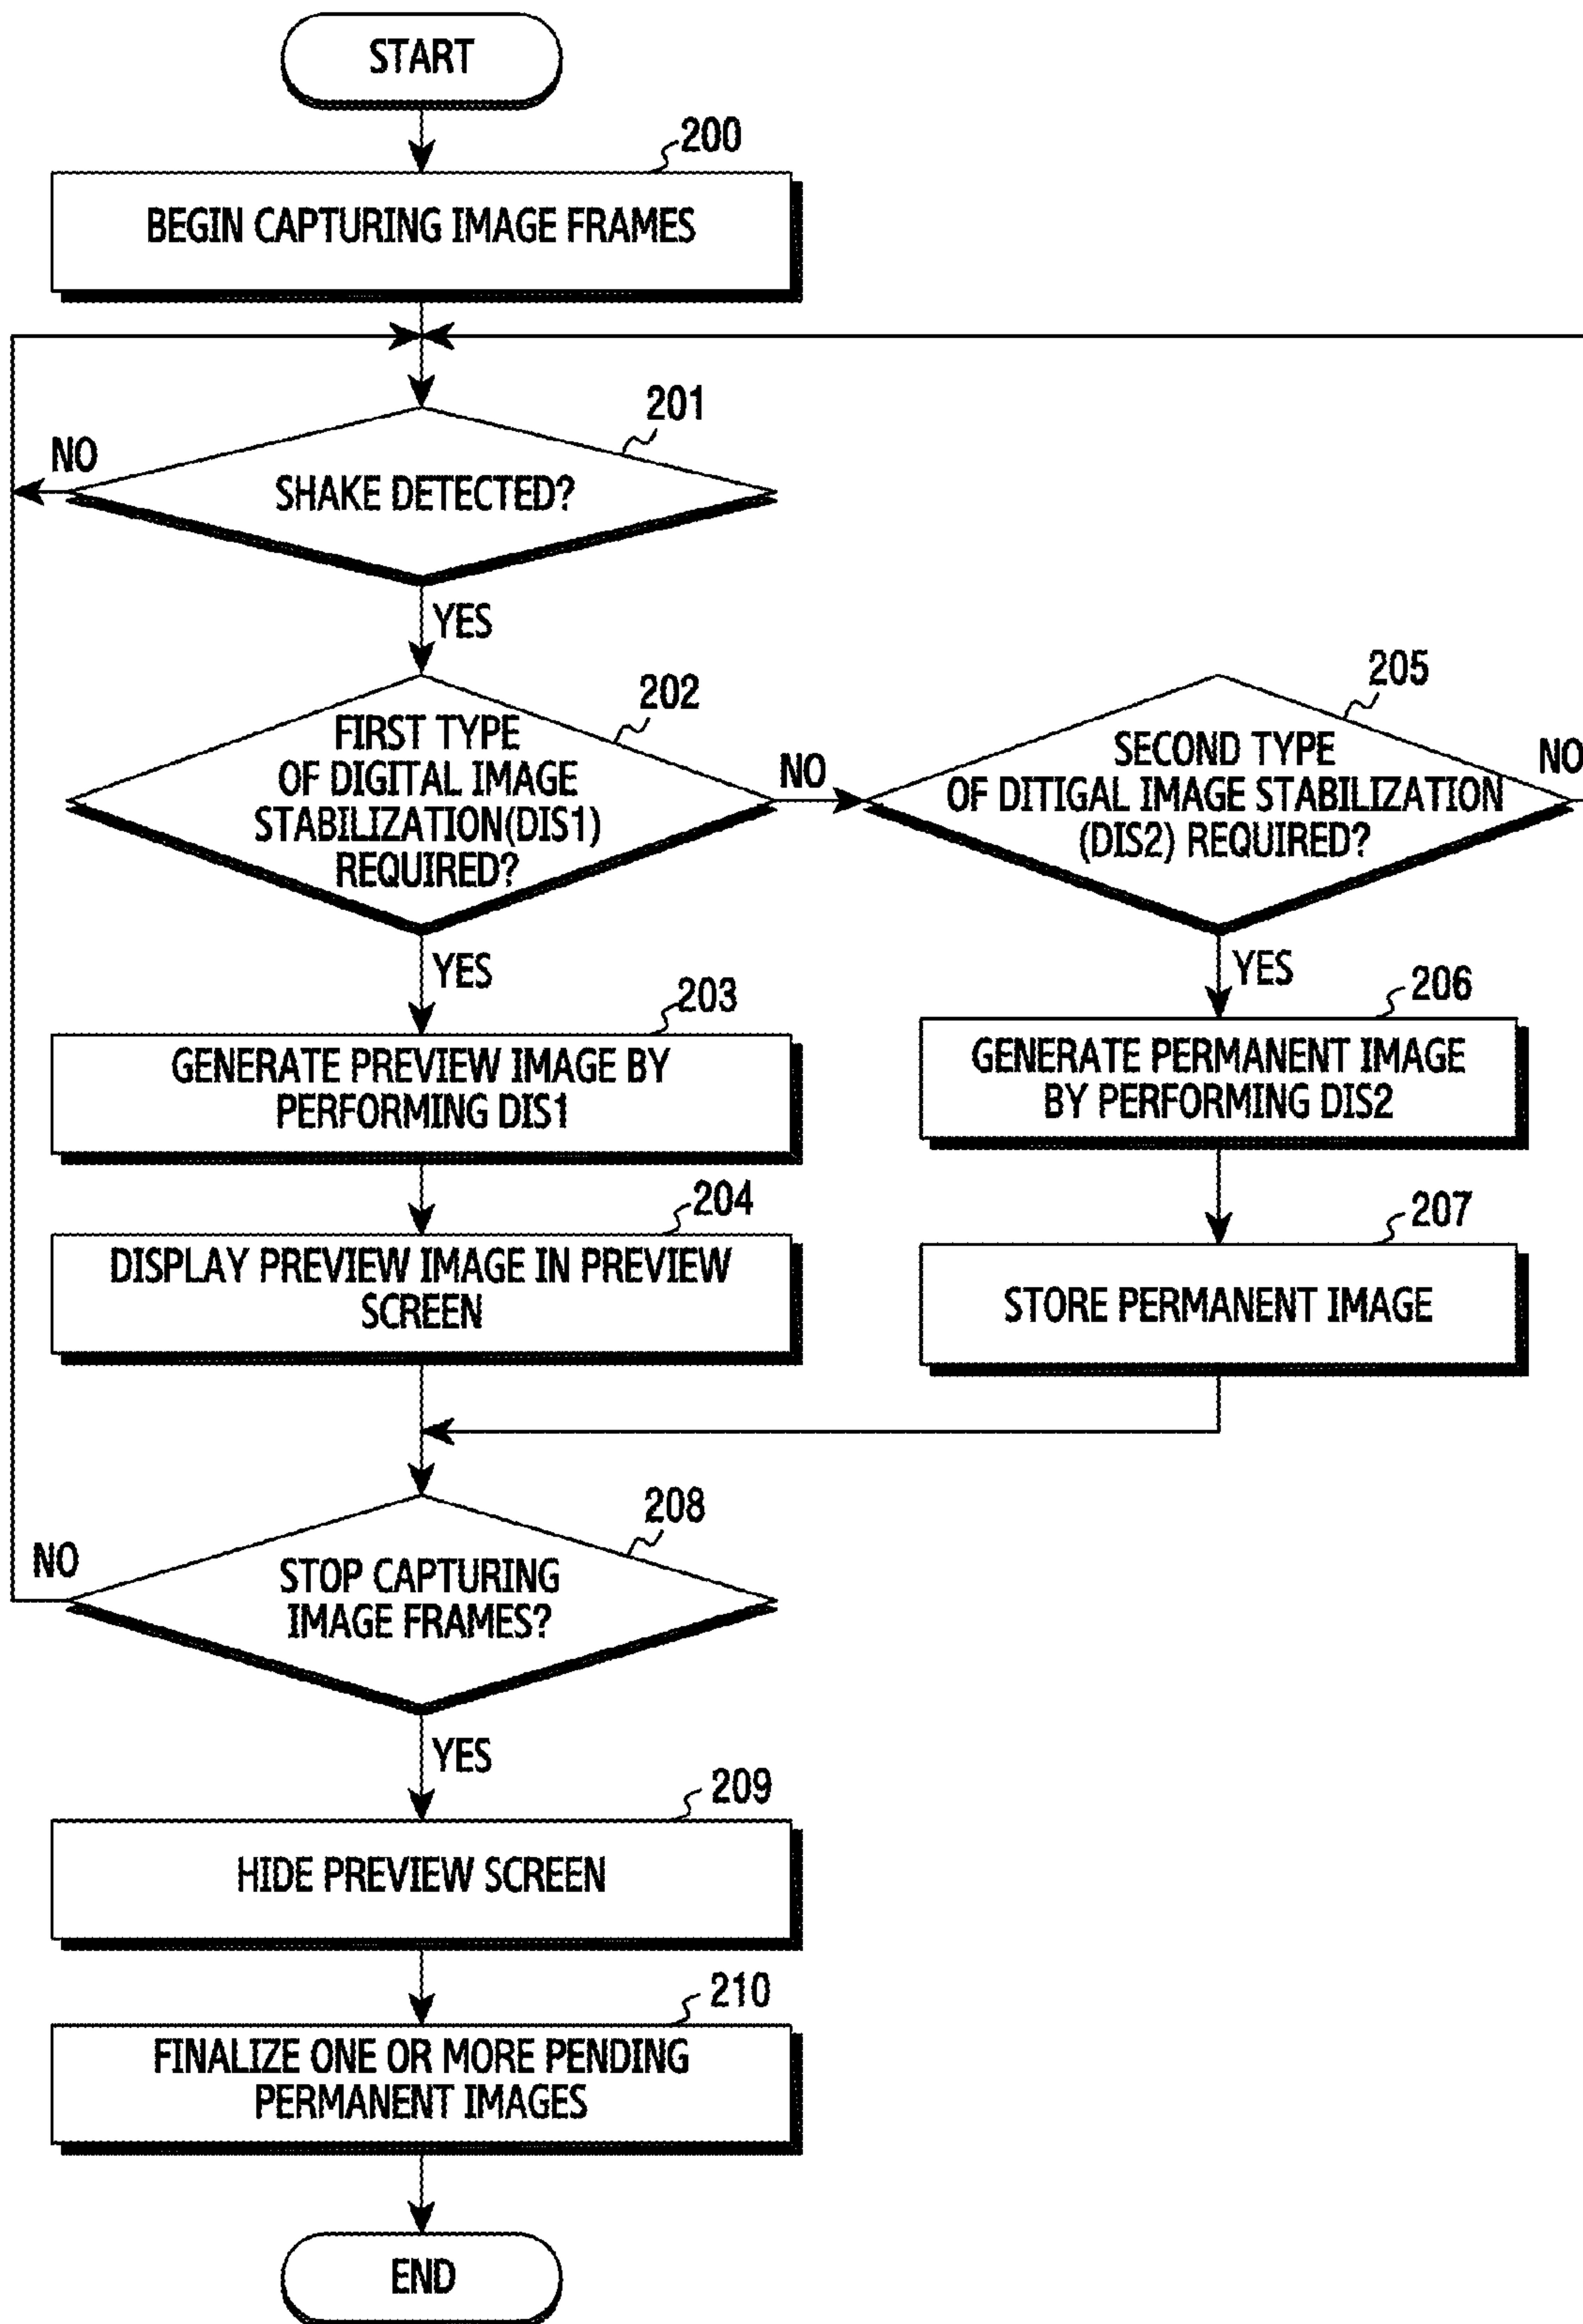 START
200
BEGIN CAPTURING IMAGE FRAMES
201
NO
SHAKE DETECTED?
YES
202
FIRST TYPE
OF DIGITAL IMAGE
STABILIZATION(DIS1)
REQUIRED?
NO
205
SECOND TYPE
OF DITIGAL IMAGE STABILIZATION
(DIS2) REQUIRED?
NO
YES
203
GENERATE PREVIEW IMAGE BY
PERFORMING DIS1
YES
206
GENERATE PERMANENT IMAGE
BY PERFORMING DIS2
204
DISPLAY PREVIEW IMAGE IN PREVIEW
SCREEN
207
STORE PERMANENT IMAGE
208
NO
STOP CAPTURING
IMAGE FRAMES?
YES
209
HIDE PREVIEW SCREEN
210
FINALIZE ONE OR MORE PENDING
PERMANENT IMAGES
END